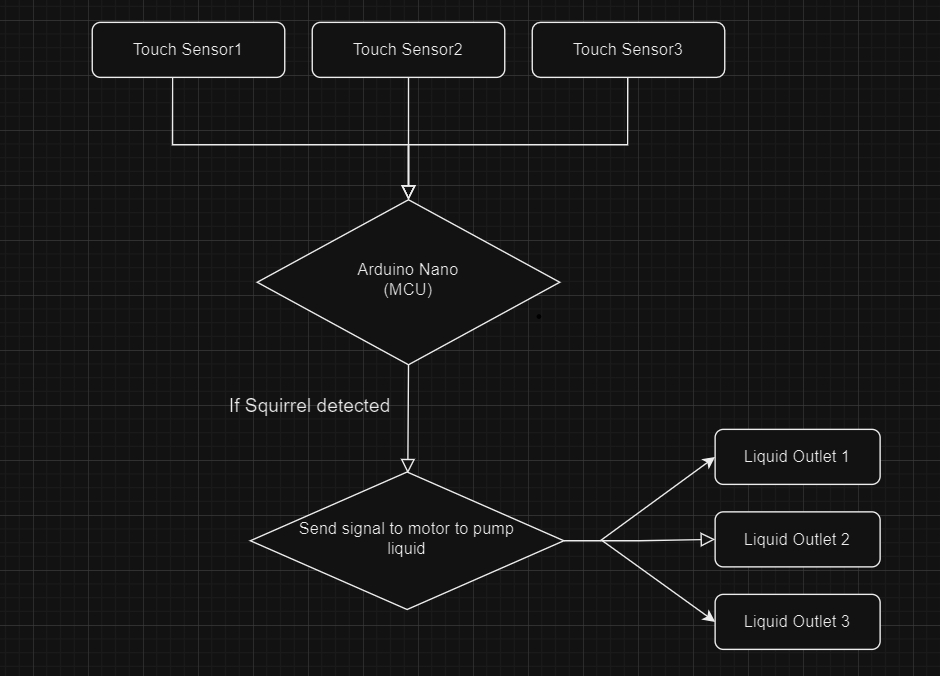 Touch Sensor1
Touch Sensor2
Touch Sensor3
Arduino Nano
(MCU)
If Squirrel detected
Send signal to motor to pump
liquid
Liquid Outlet 1
Liquid Outlet 2
Liquid Outlet 3